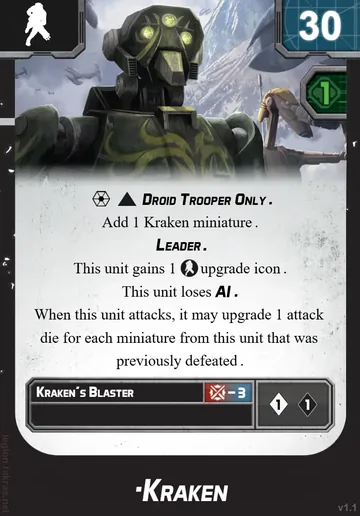 30
1
Droid Trooper Only.
Add 1 Kraken miniature.
Leader.
This unit gains 1 upgrade icon.
This unit loses AI.
When this unit attacks, it may upgrade 1 attack
die for each miniature from this unit that was
previously defeated.
Kraken's Blaster -3 1 1
•Kraken
v1.1